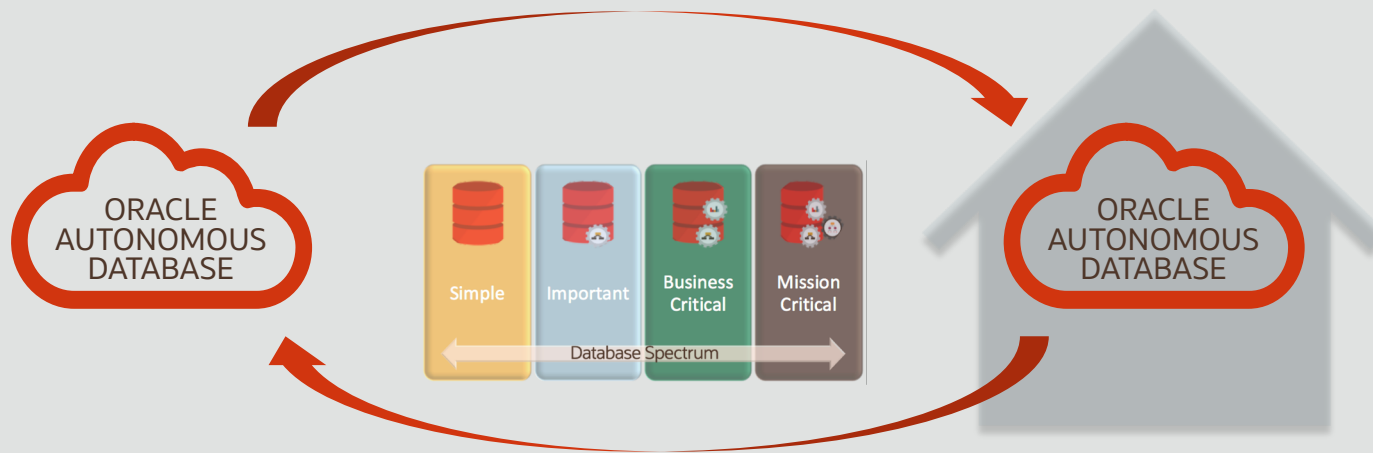 ORACLE
AUTONOMOUS
DATABASE
Simple
Important
Business
Critical
Mission
Critical
Database Spectrum
ORACLE
AUTONOMOUS
DATABASE